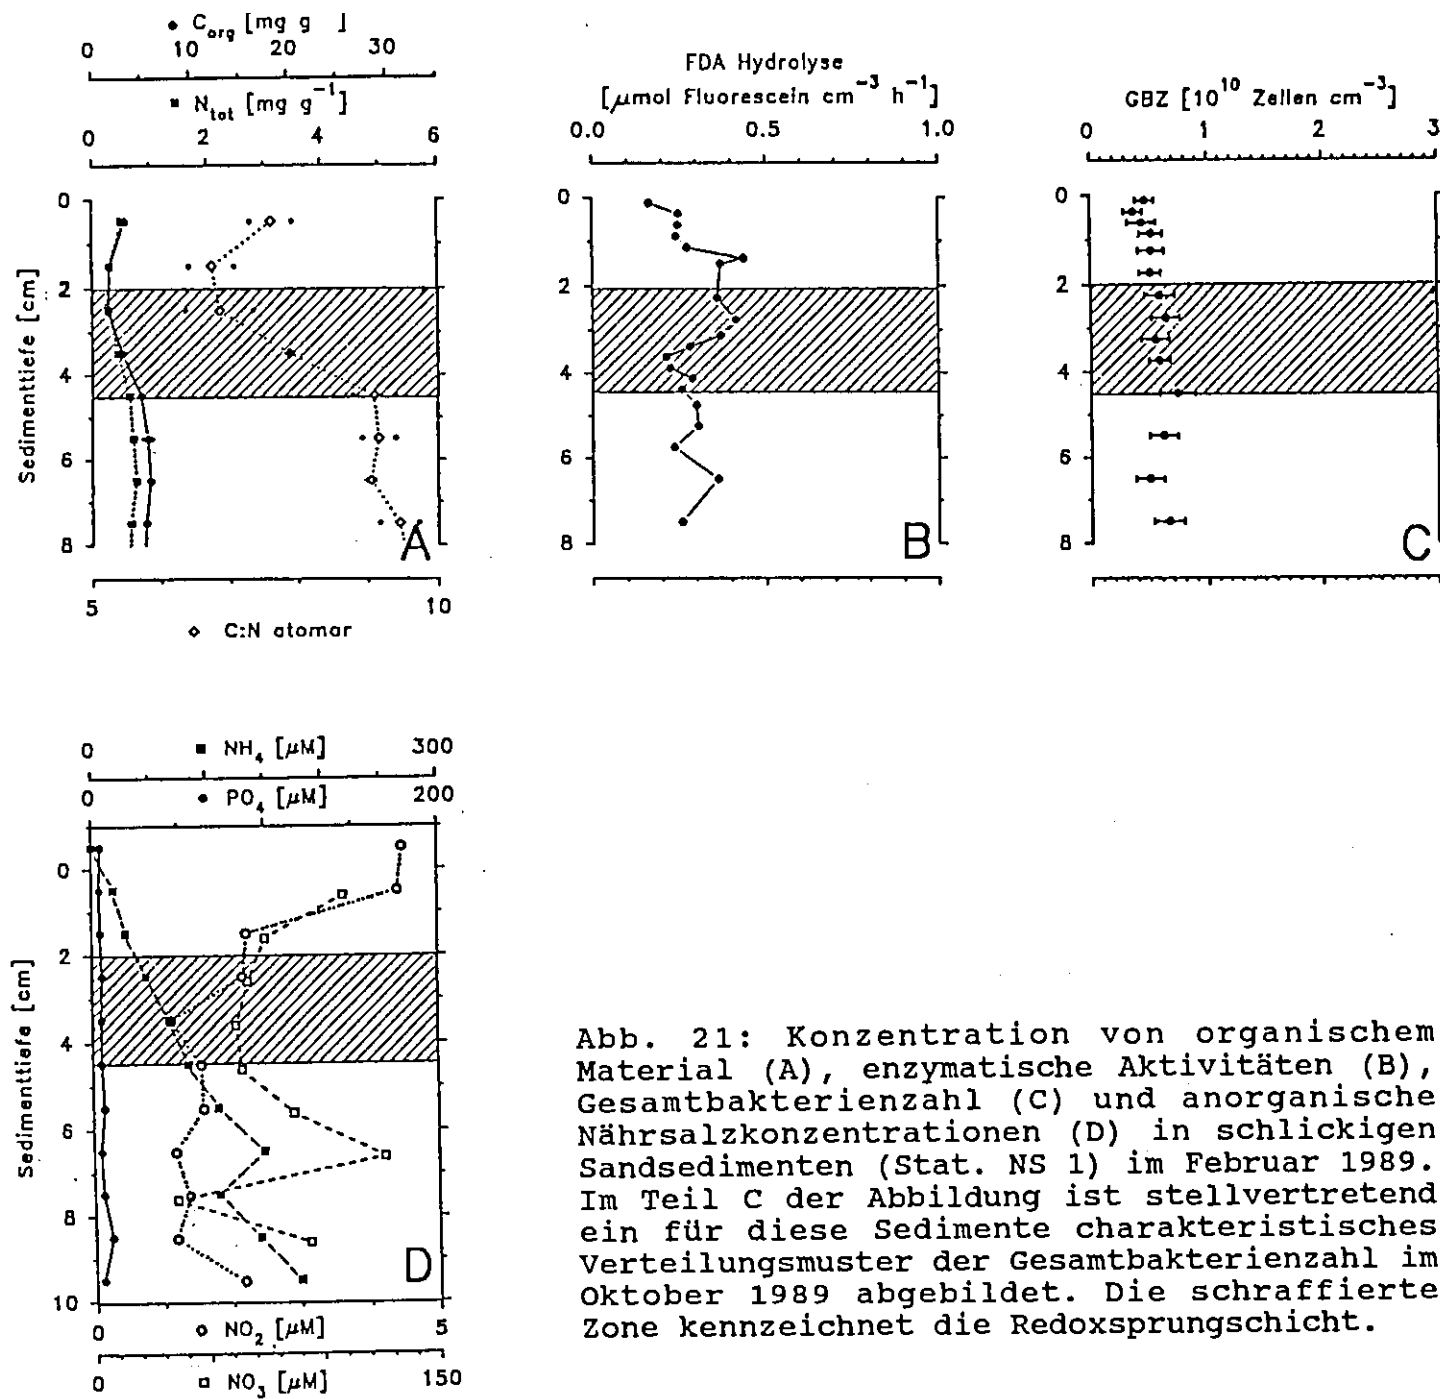 • C_org [mg g ]
0 10 20 30
▪ N_tot [mg g⁻¹]
0 2 4 6
Sedimenttiefe [cm]
0
2
4
6
8
A
5 10
◇ C:N atomar
FDA Hydrolyse
[μmol Fluorescein cm⁻³ h⁻¹]
0.0 0.5 1.0
0
2
4
6
8
B
GBZ [10¹⁰ Zellen cm⁻³]
0 1 2 3
0
2
4
6
8
C
0 ▪ NH₄ [μM] 300
0 • PO₄ [μM] 200
Sedimenttiefe [cm]
0
2
4
6
8
10
D
0 o NO₂ [μM] 5
0 □ NO₃ [μM] 150
Abb. 21: Konzentration von organischem
Material (A), enzymatische Aktivitäten (B),
Gesamtbakterienzahl (C) und anorganische
Nährsalzkonzentrationen (D) in schlickigen
Sandsedimenten (Stat. NS 1) im Februar 1989.
Im Teil C der Abbildung ist stellvertretend
ein für diese Sedimente charakteristisches
Verteilungsmuster der Gesamtbakterienzahl im
Oktober 1989 abgebildet. Die schraffierte
Zone kennzeichnet die Redoxsprungschicht.